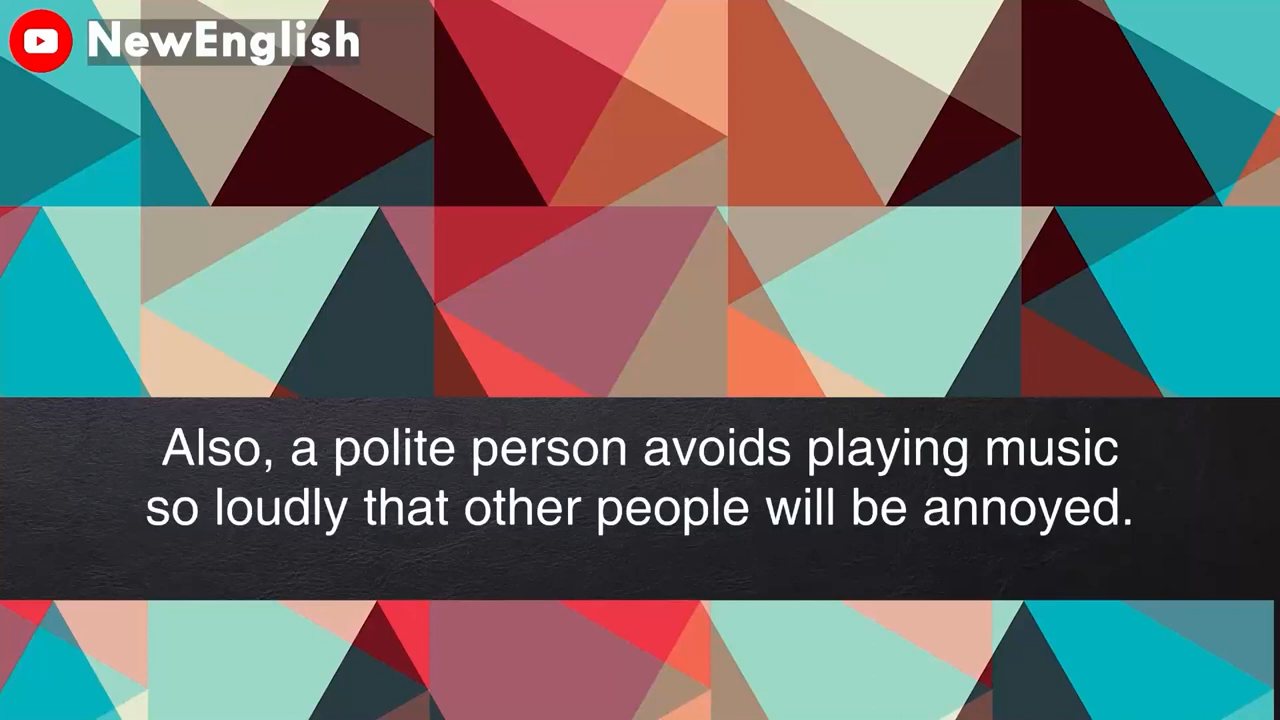 NewEnglish
Also, a polite person avoids playing music
so loudly that other people will be annoyed.